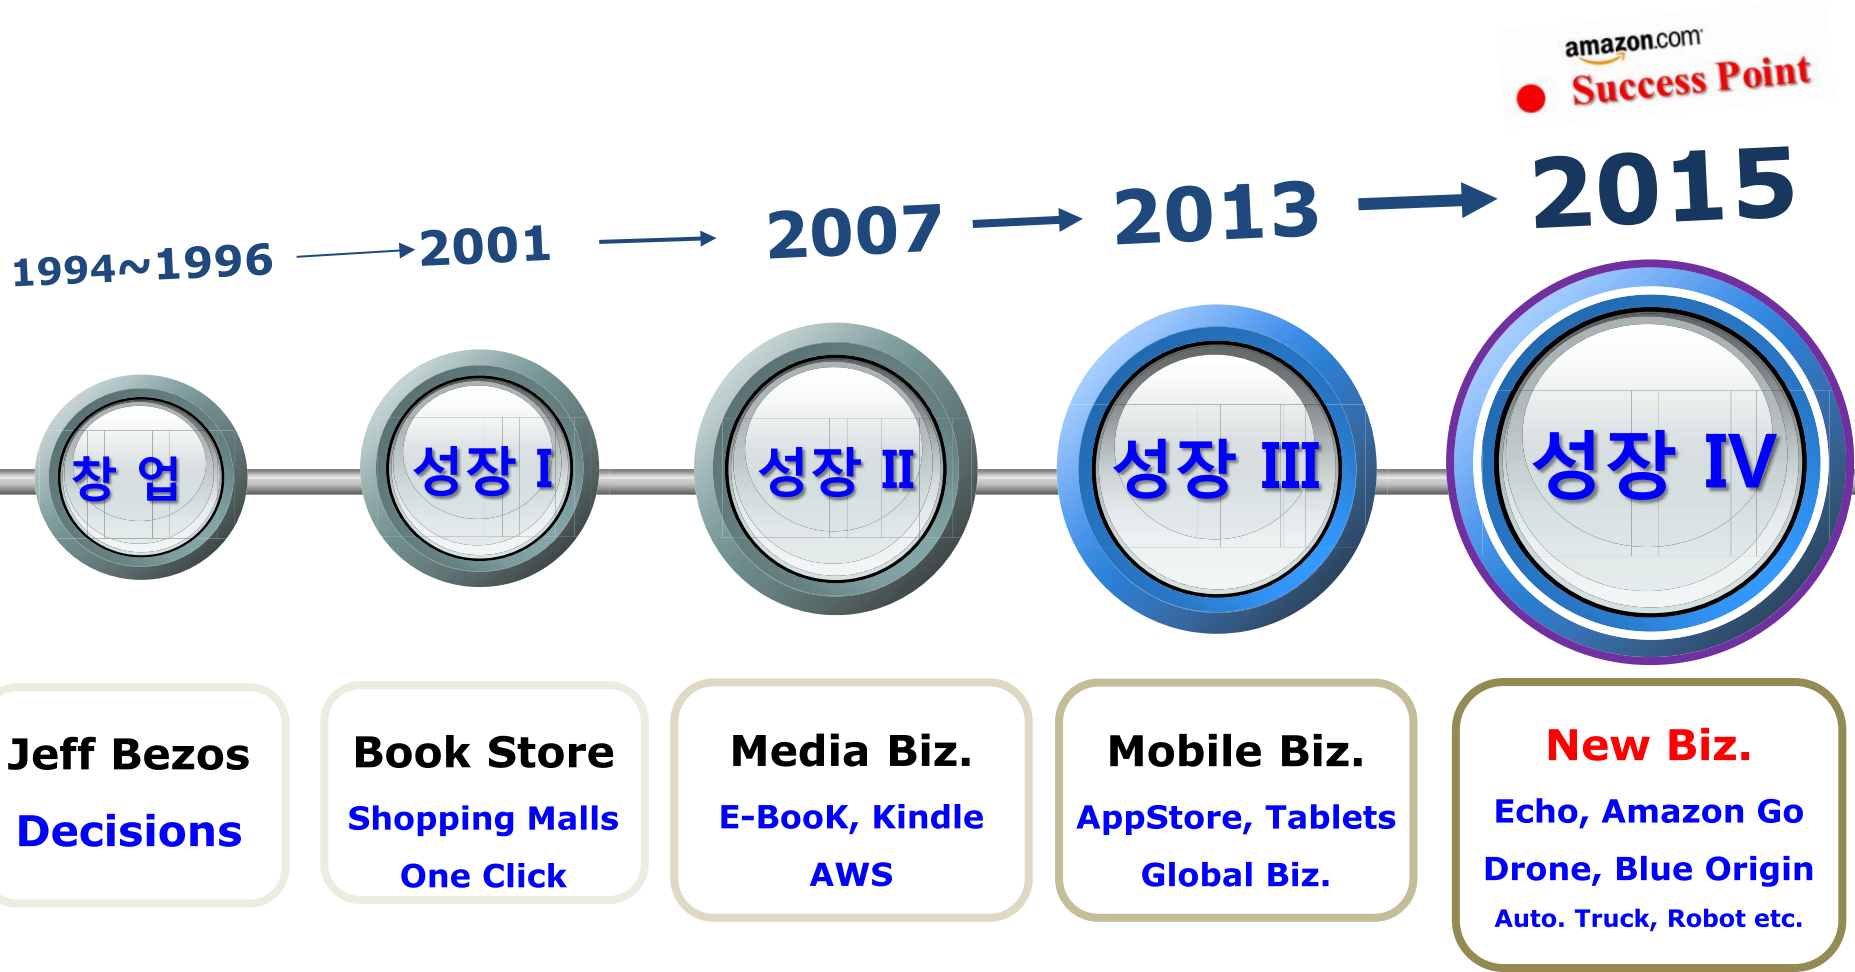 amazon.com
Success Point
1994~1996
2001
2007
2013
2015
창 업
성장 I
성장 II
성장 III
성장 IV
Jeff Bezos
Decisions
Book Store
Shopping Malls
One Click
Media Biz.
E-BooK, Kindle
AWS
Mobile Biz.
AppStore, Tablets
Global Biz.
New Biz.
Echo, Amazon Go
Drone, Blue Origin
Auto. Truck, Robot etc.